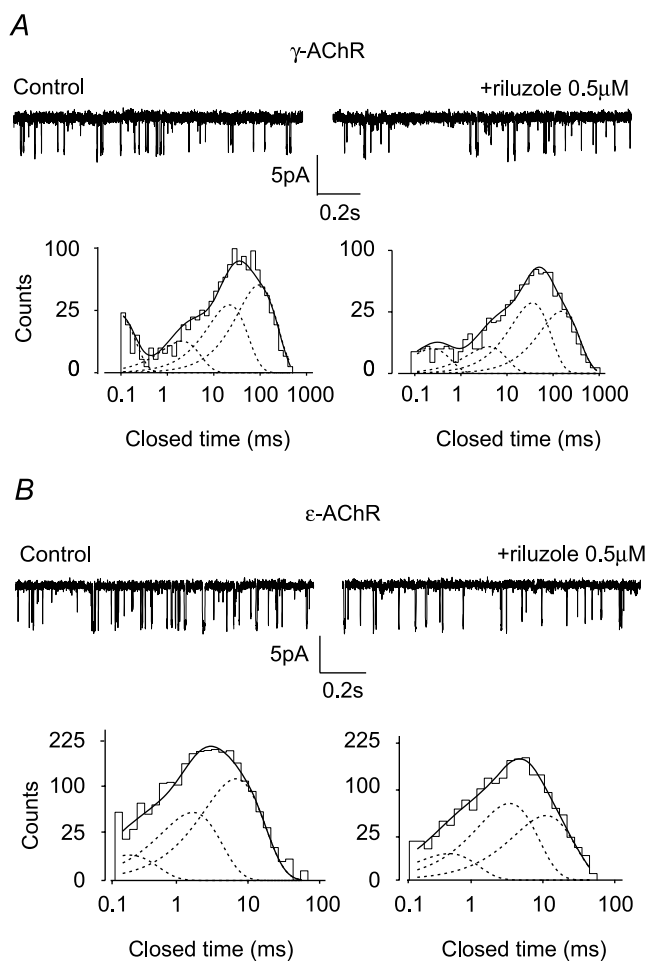 A
γ-AChR
Control
+riluzole 0.5μM
5pA
0.2s
100
25
0
Counts
0.1 1 10 100 1000
Closed time (ms)
100
25
0
0.1 1 10 100 1000
Closed time (ms)
B
ε-AChR
Control
+riluzole 0.5μM
5pA
0.2s
225
100
25
0
Counts
0.1 1 10 100
Closed time (ms)
225
100
25
0
0.1 1 10 100
Closed time (ms)